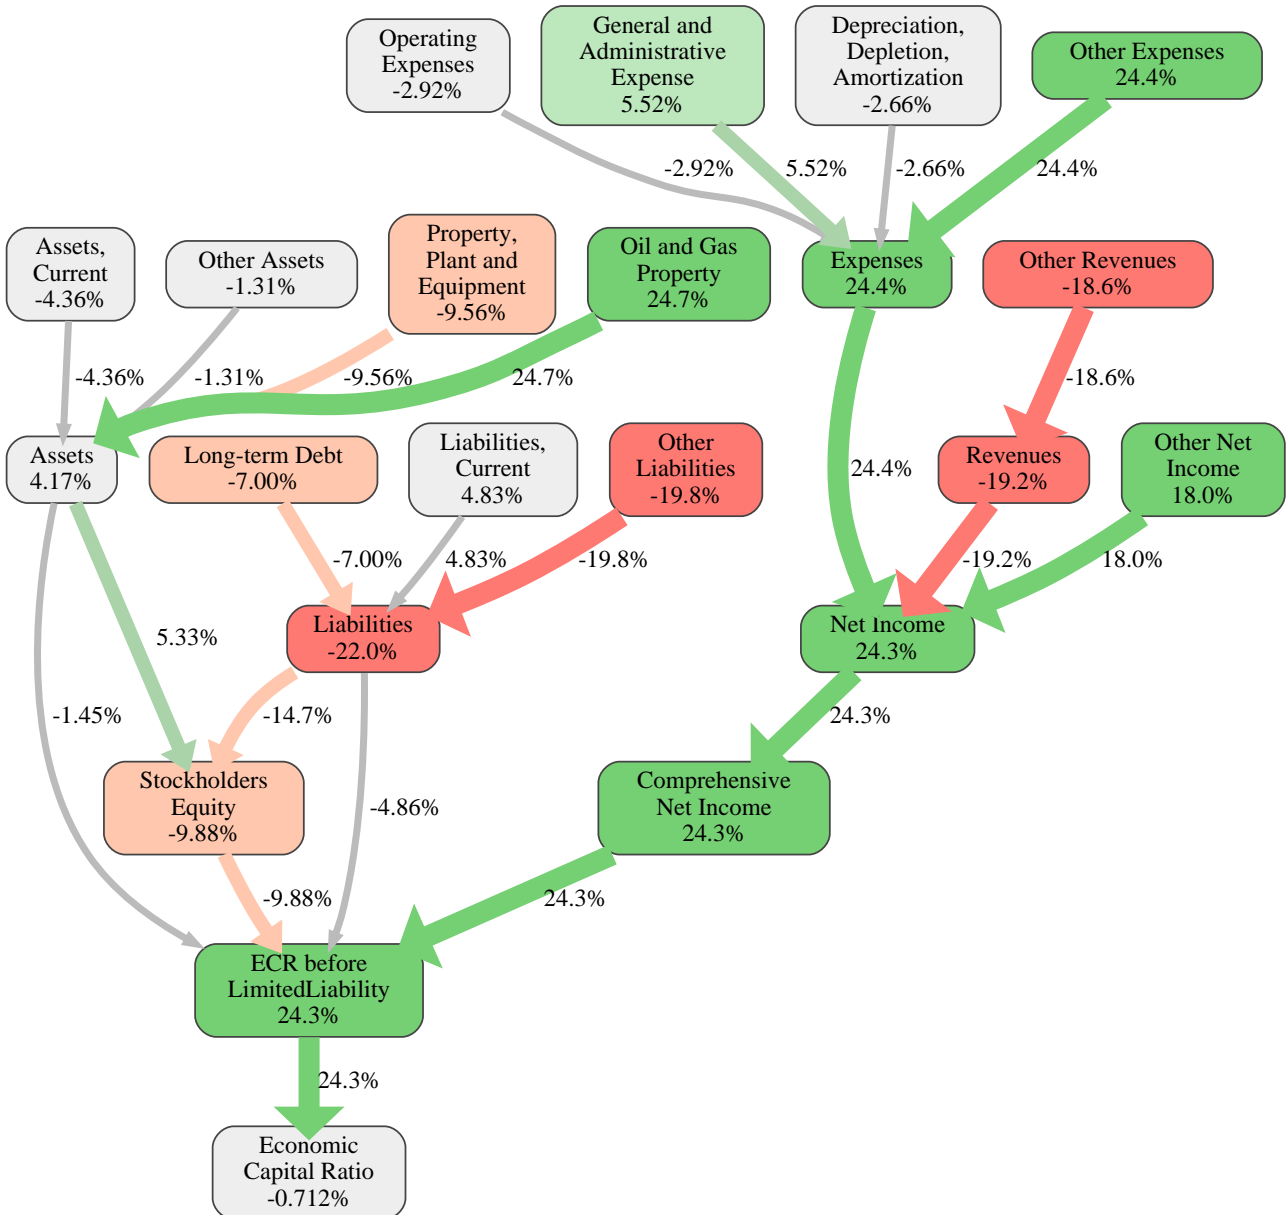 Operating
Expenses
-2.92%
General and
Administrative
Expense
5.52%
Depreciation,
Depletion,
Amortization
-2.66%
Other Expenses
24.4%
-2.92%
5.52%
-2.66%
24.4%
Assets,
Current
-4.36%
Other Assets
-1.31%
Property,
Plant and
Equipment
-9.56%
Oil and Gas
Property
24.7%
Expenses
24.4%
Other Revenues
-18.6%
-4.36%
-1.31%
-9.56%
24.7%
-18.6%
Assets
4.17%
Long-term Debt
-7.00%
Liabilities,
Current
4.83%
Other
Liabilities
-19.8%
24.4%
Revenues
-19.2%
Other Net
Income
18.0%
-7.00%
4.83%
-19.8%
-19.2%
18.0%
5.33%
Liabilities
-22.0%
Net Income
24.3%
-1.45%
-14.7%
24.3%
Stockholders
Equity
-9.88%
-4.86%
Comprehensive
Net Income
24.3%
-9.88%
24.3%
ECR before
LimitedLiability
24.3%
24.3%
Economic
Capital Ratio
-0.712%